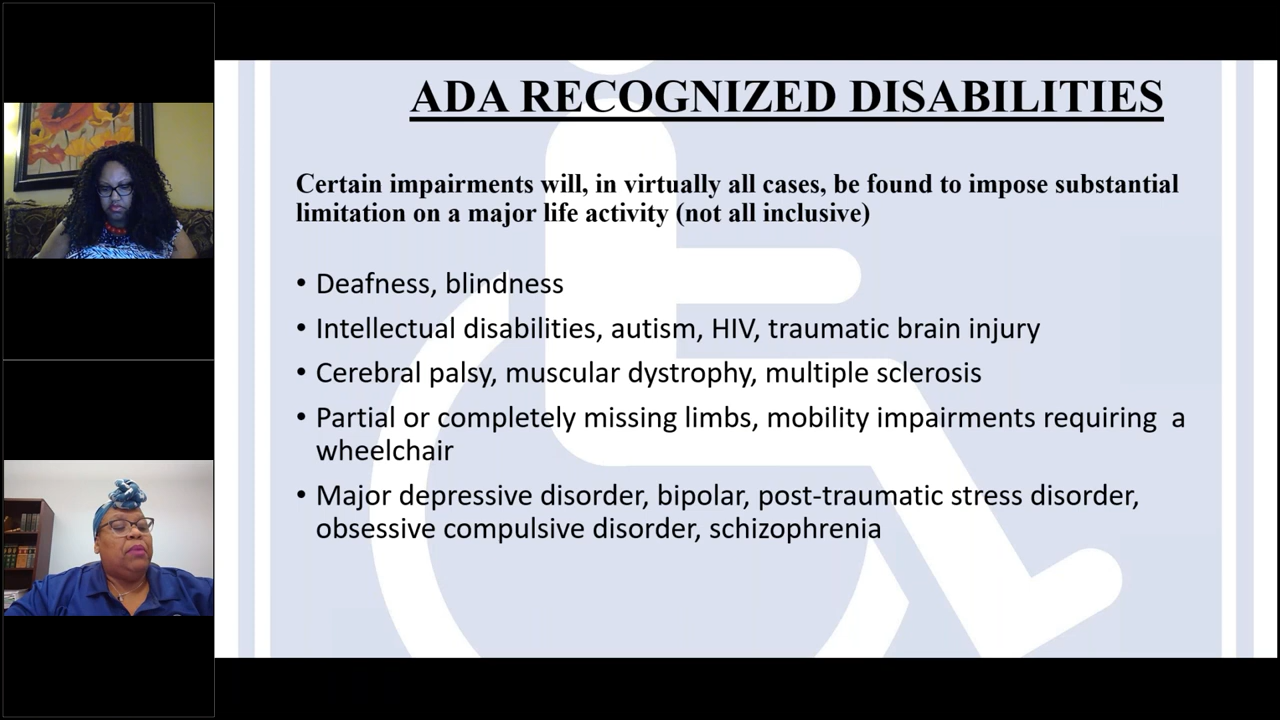 ADA RECOGNIZED DISABILITIES
Certain impairments will, in virtually all cases, be found to impose substantial
limitation on a major life activity (not all inclusive)
• Deafness, blindness
• Intellectual disabilities, autism, HIV, traumatic brain injury
• Cerebral palsy, muscular dystrophy, multiple sclerosis
• Partial or completely missing limbs, mobility impairments requiring a
wheelchair
• Major depressive disorder, bipolar, post-traumatic stress disorder,
obsessive compulsive disorder, schizophrenia